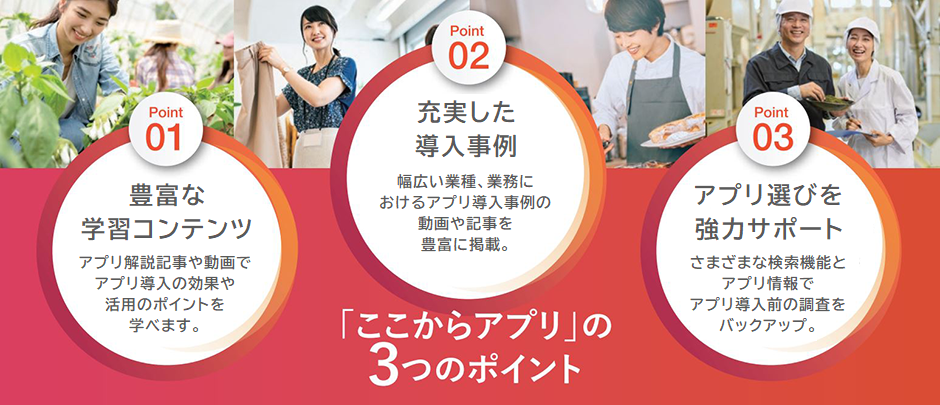 Point
01
豊富な
学習コンテンツ
アプリ解説記事や動画で
アプリ導入の効果や
活用のポイントを
学べます。
Point
02
充実した
導入事例
幅広い業種、業務に
おけるアプリ導入事例の
動画や記事を
豊富に掲載。
Point
03
アプリ選びを
強力サポート
さまざまな検索機能と
アプリ情報で
アプリ導入前の調査を
バックアップ。
「ここからアプリ」の
3つのポイント